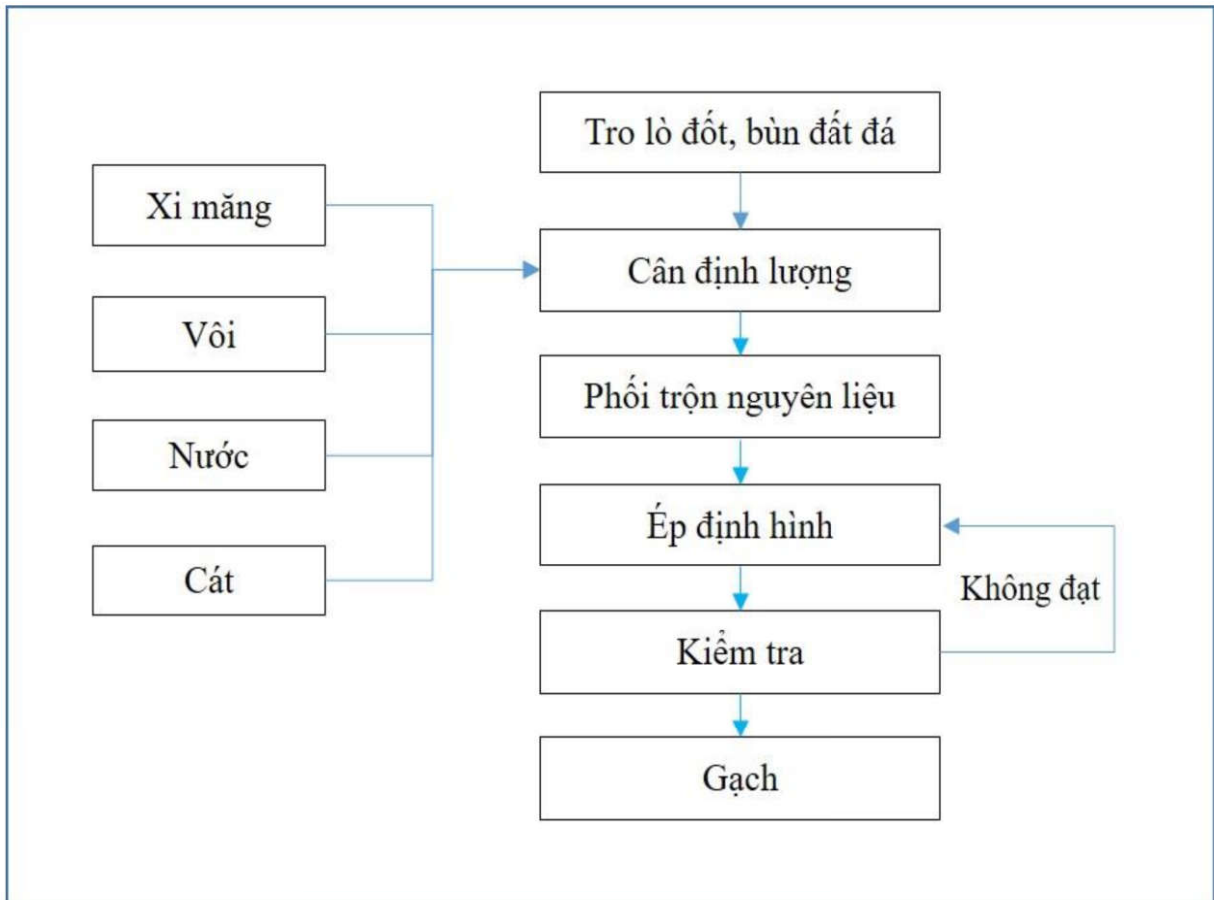 Tro lò đốt, bùn đất đá
Xi măng
Cân định lượng
Vôi
Phối trộn nguyên liệu
Nước
Ép định hình
Cát
Không đạt
Kiểm tra
Gạch